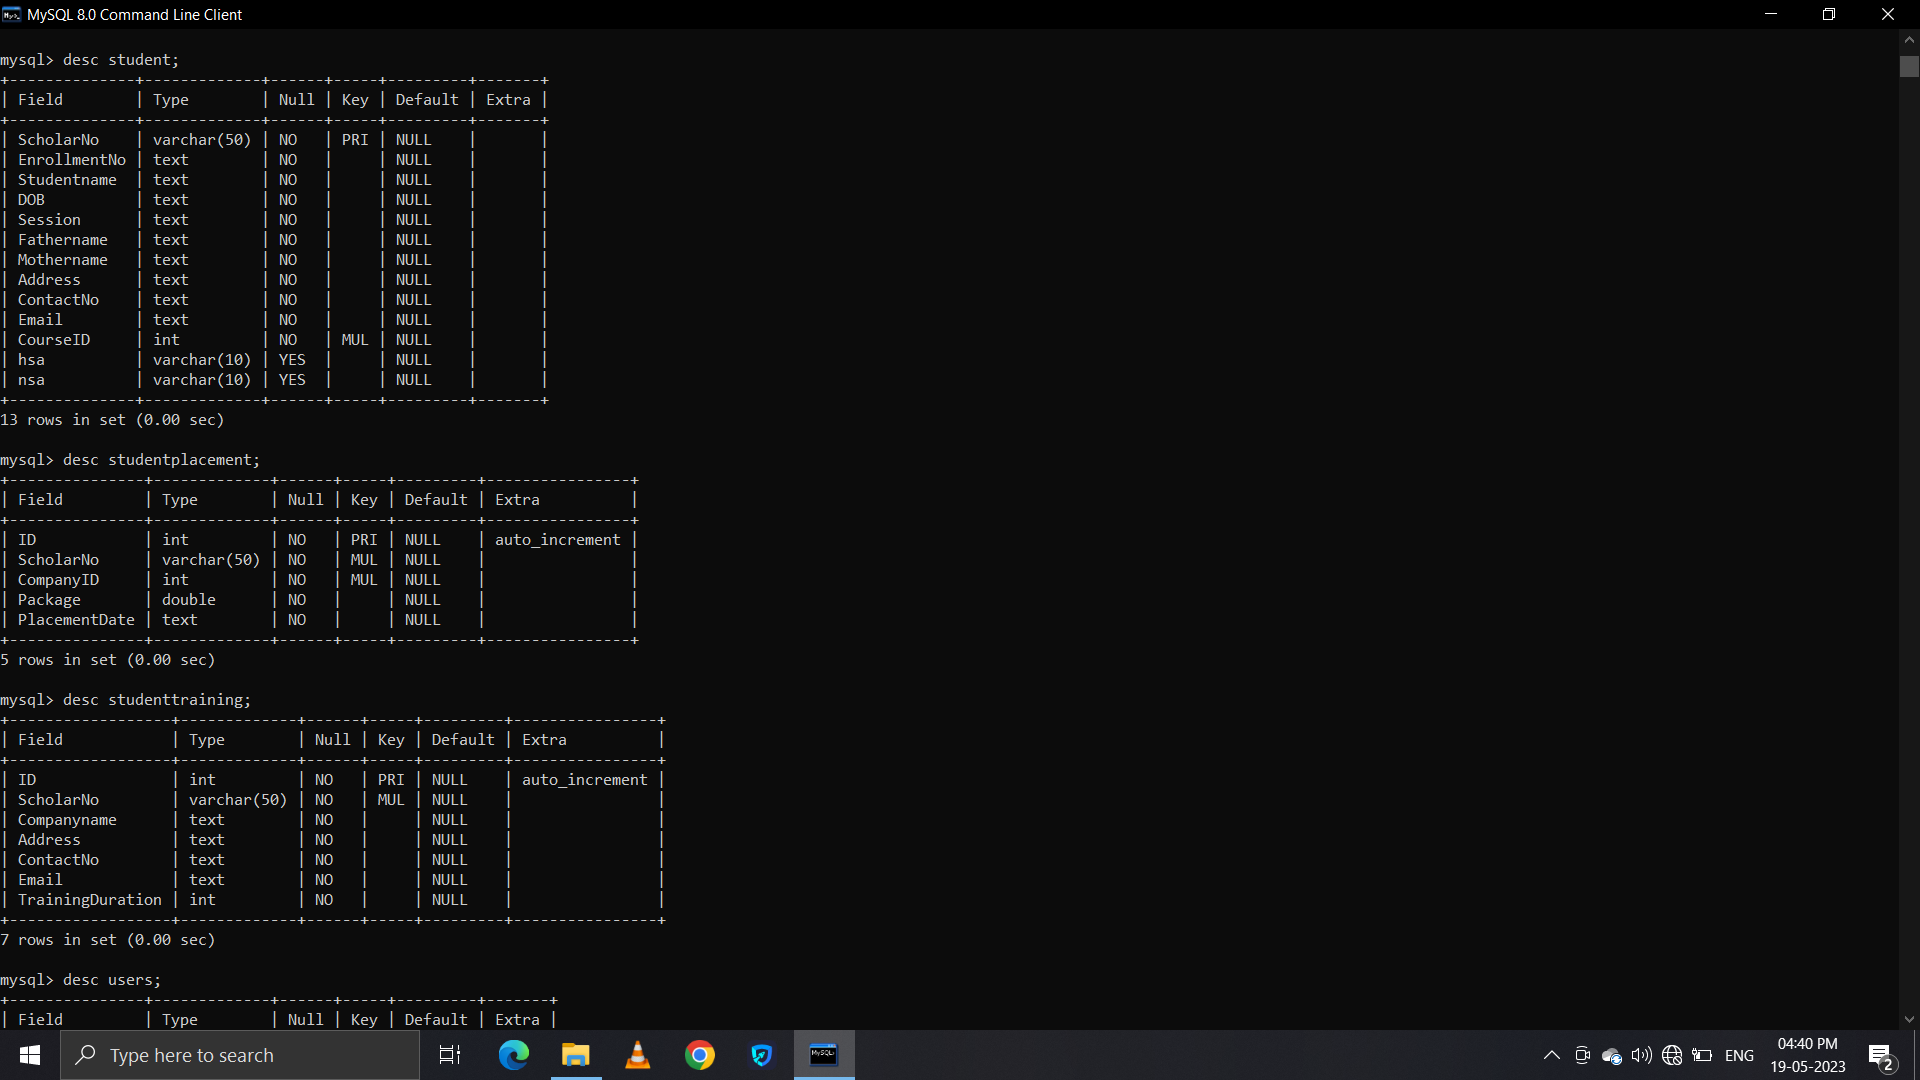 MySQL 8.0 Command Line Client
mysql> desc student;
+--------------+-------------+------+-----+---------+-------+
| Field        | Type        | Null | Key | Default | Extra |
+--------------+-------------+------+-----+---------+-------+
| ScholarNo    | varchar(50) | NO   | PRI | NULL    |       |
| EnrollmentNo | text        | NO   |     | NULL    |       |
| Studentname  | text        | NO   |     | NULL    |       |
| DOB          | text        | NO   |     | NULL    |       |
| Session      | text        | NO   |     | NULL    |       |
| Fathername   | text        | NO   |     | NULL    |       |
| Mothername   | text        | NO   |     | NULL    |       |
| Address      | text        | NO   |     | NULL    |       |
| ContactNo    | text        | NO   |     | NULL    |       |
| Email        | text        | NO   |     | NULL    |       |
| CourseID     | int         | NO   | MUL | NULL    |       |
| hsa          | varchar(10) | YES  |     | NULL    |       |
| nsa          | varchar(10) | YES  |     | NULL    |       |
+--------------+-------------+------+-----+---------+-------+
13 rows in set (0.00 sec)
mysql> desc studentplacement;
+---------------+-------------+------+-----+---------+----------------+
| Field         | Type        | Null | Key | Default | Extra          |
+---------------+-------------+------+-----+---------+----------------+
| ID            | int         | NO   | PRI | NULL    | auto_increment |
| ScholarNo     | varchar(50) | NO   | MUL | NULL    |                |
| CompanyID     | int         | NO   | MUL | NULL    |                |
| Package       | double      | NO   |     | NULL    |                |
| PlacementDate | text        | NO   |     | NULL    |                |
+---------------+-------------+------+-----+---------+----------------+
5 rows in set (0.00 sec)
mysql> desc studenttraining;
+------------------+-------------+------+-----+---------+----------------+
| Field            | Type        | Null | Key | Default | Extra          |
+------------------+-------------+------+-----+---------+----------------+
| ID               | int         | NO   | PRI | NULL    | auto_increment |
| ScholarNo        | varchar(50) | NO   | MUL | NULL    |                |
| Companyname      | text        | NO   |     | NULL    |                |
| Address          | text        | NO   |     | NULL    |                |
| ContactNo        | text        | NO   |     | NULL    |                |
| Email            | text        | NO   |     | NULL    |                |
| TrainingDuration | int         | NO   |     | NULL    |                |
+------------------+-------------+------+-----+---------+----------------+
7 rows in set (0.00 sec)
mysql> desc users;
+---------------+-------------+------+-----+---------+-------+
| Field         | Type        | Null | Key | Default | Extra |
Type here to search
MySQL
ENG
04:40 PM
19-05-2023
2